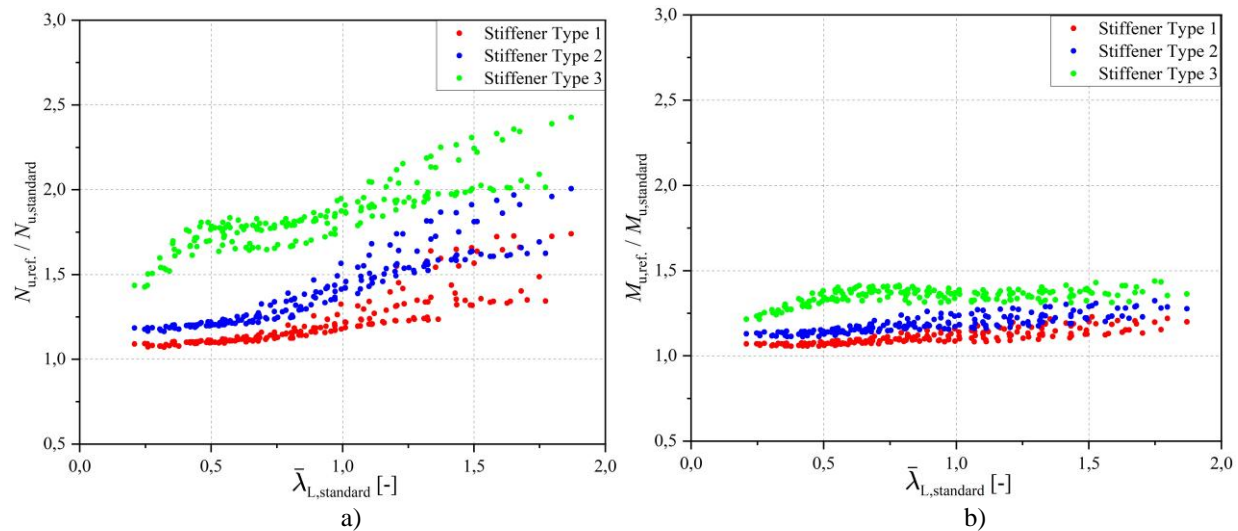 3,0
2,5
2,0
1,5
1,0
0,5
N_u,ref. / N_u,standard
Stiffener Type 1
Stiffener Type 2
Stiffener Type 3
0,0 0,5 1,0 1,5 2,0
λ̄_L,standard [-]
a)
3,0
2,5
2,0
1,5
1,0
0,5
M_u,ref. / M_u,standard
Stiffener Type 1
Stiffener Type 2
Stiffener Type 3
0,0 0,5 1,0 1,5 2,0
λ̄_L,standard [-]
b)